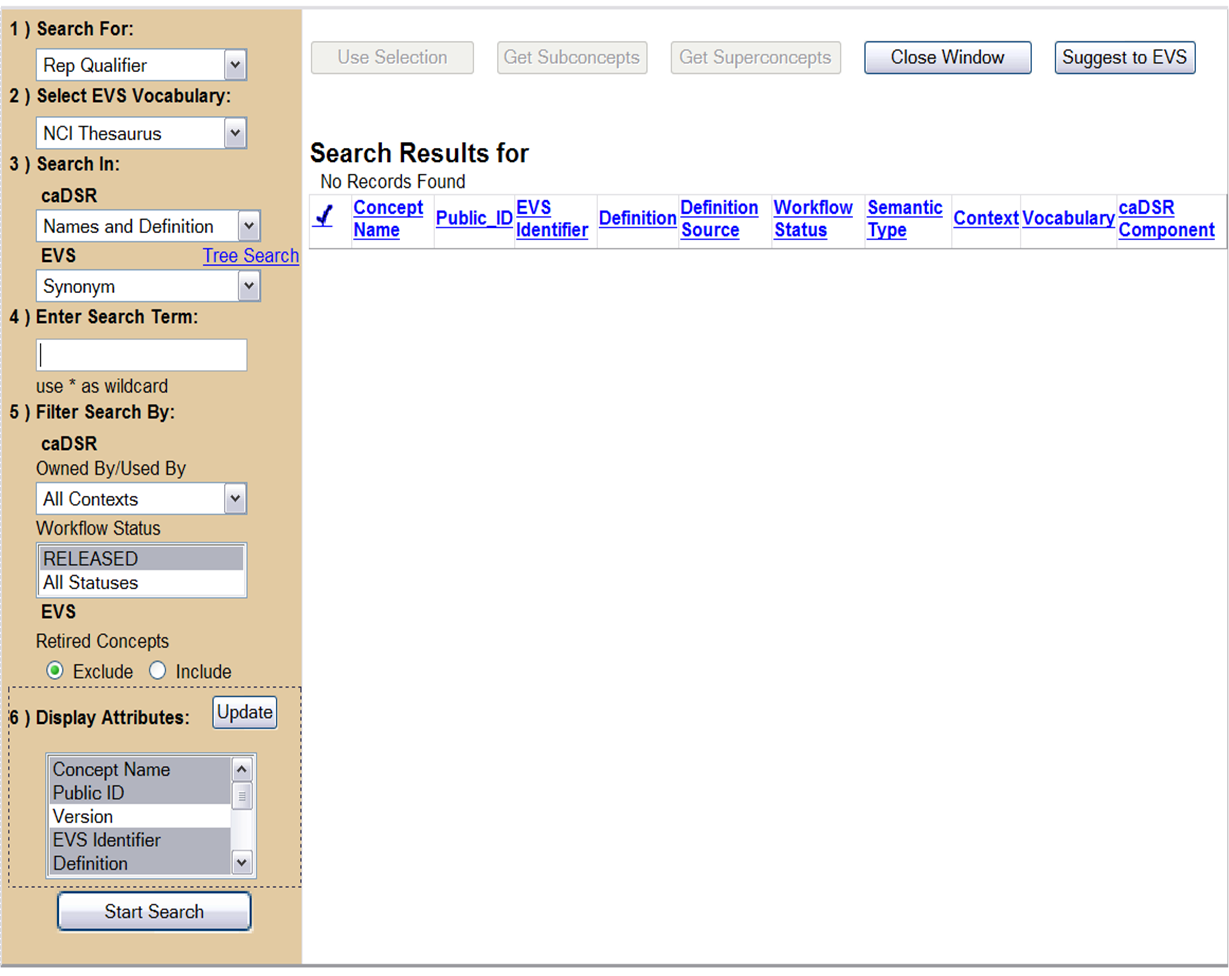 1 ) Search For:
Rep Qualifier
2 ) Select EVS Vocabulary:
NCI Thesaurus
3 ) Search In:
caDSR
Names and Definition
EVS Tree Search
Synonym
4 ) Enter Search Term:
use * as wildcard
5 ) Filter Search By:
caDSR
Owned By/Used By
All Contexts
Workflow Status
RELEASED
All Statuses
EVS
Retired Concepts
Exclude Include
6 ) Display Attributes: Update
Concept Name
Public ID
Version
EVS Identifier
Definition
Start Search
Use Selection Get Subconcepts Get Superconcepts Close Window Suggest to EVS
Search Results for
No Records Found
Concept Name Public_ID EVS Identifier Definition Definition Source Workflow Status Semantic Type Context Vocabulary caDSR Component